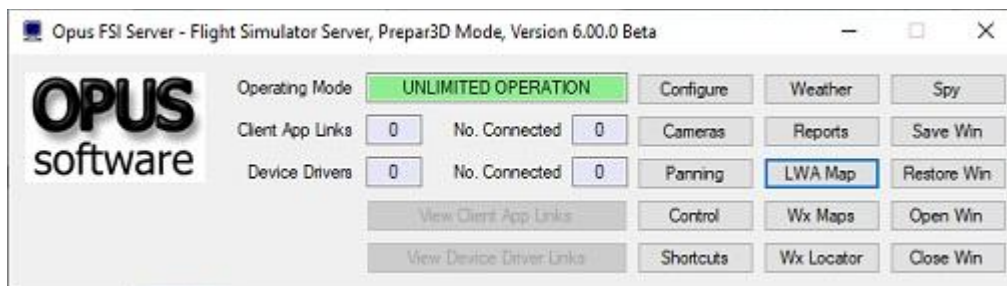 Opus FSI Server - Flight Simulator Server, Prepar3D Mode, Version 6.00.0 Beta
OPUS
software
Operating Mode UNLIMITED OPERATION Configure Weather Spy
Client App Links 0 No. Connected 0 Cameras Reports Save Win
Device Drivers 0 No. Connected 0 Panning LWA Map Restore Win
View Client App Links Control Wx Maps Open Win
View Device Driver Links Shortcuts Wx Locator Close Win